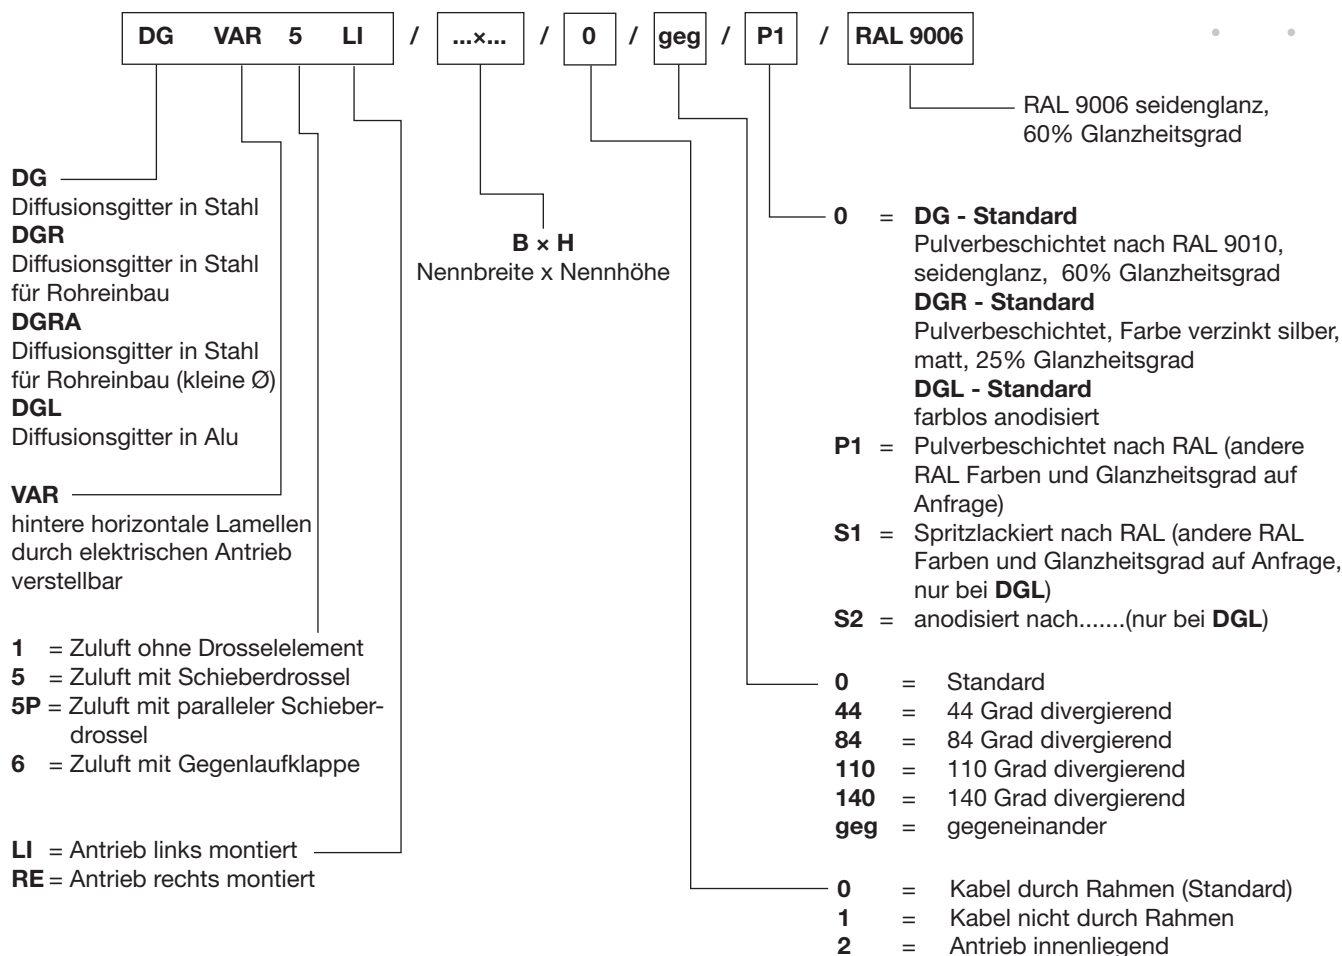 DG VAR 5 LI / ...×... / 0 / geg / P1 / RAL 9006
RAL 9006 seidenglanz,
60% Glanzheitsgrad
DG
Diffusionsgitter in Stahl
DGR
Diffusionsgitter in Stahl
für Rohreinbau
DGRA
Diffusionsgitter in Stahl
für Rohreinbau (kleine Ø)
DGL
Diffusionsgitter in Alu
VAR
hintere horizontale Lamellen
durch elektrischen Antrieb
verstellbar
1 = Zuluft ohne Drosselelement
5 = Zuluft mit Schieberdrossel
5P = Zuluft mit paralleler Schieber-
drossel
6 = Zuluft mit Gegenlaufklappe
LI = Antrieb links montiert
RE = Antrieb rechts montiert
B × H
Nennbreite x Nennhöhe
0 = DG - Standard
Pulverbeschichtet nach RAL 9010,
seidenglanz, 60% Glanzheitsgrad
DGR - Standard
Pulverbeschichtet, Farbe verzinkt silber,
matt, 25% Glanzheitsgrad
DGL - Standard
farblos anodisiert
P1 = Pulverbeschichtet nach RAL (andere
RAL Farben und Glanzheitsgrad auf
Anfrage)
S1 = Spritzlackiert nach RAL (andere RAL
Farben und Glanzheitsgrad auf Anfrage,
nur bei DGL)
S2 = anodisiert nach.......(nur bei DGL)
0 = Standard
44 = 44 Grad divergierend
84 = 84 Grad divergierend
110 = 110 Grad divergierend
140 = 140 Grad divergierend
geg = gegeneinander
0 = Kabel durch Rahmen (Standard)
1 = Kabel nicht durch Rahmen
2 = Antrieb innenliegend